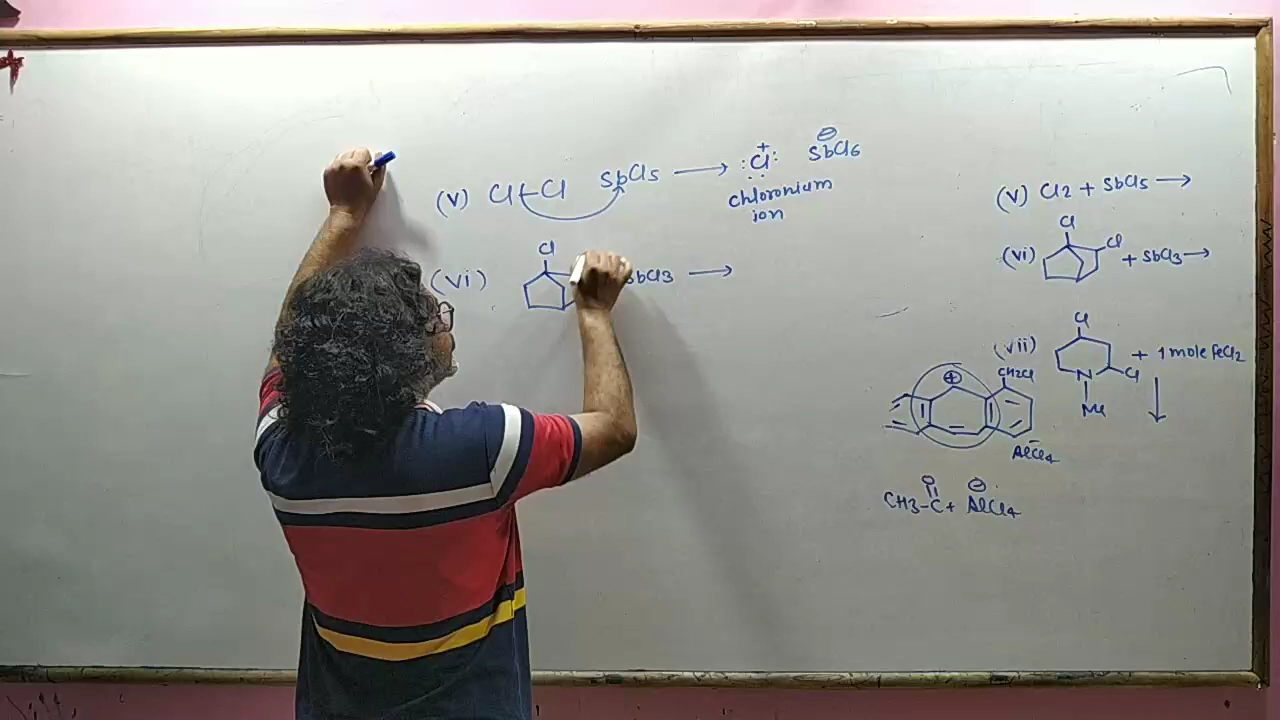 (v) Cl-Cl SbCl5 → :Cl:+ SbCl6⊖
chloronium
ion
(vi) Cl SbCl3 →
(v) Cl2 + SbCl5 →
Cl
(vi) Cl + SbCl3 →
Cl
(vii) + 1 mole FeCl2
Cl
N
Me
⊕ CH2Cl
AlCl4-
O ⊖
CH3-C+ AlCl4